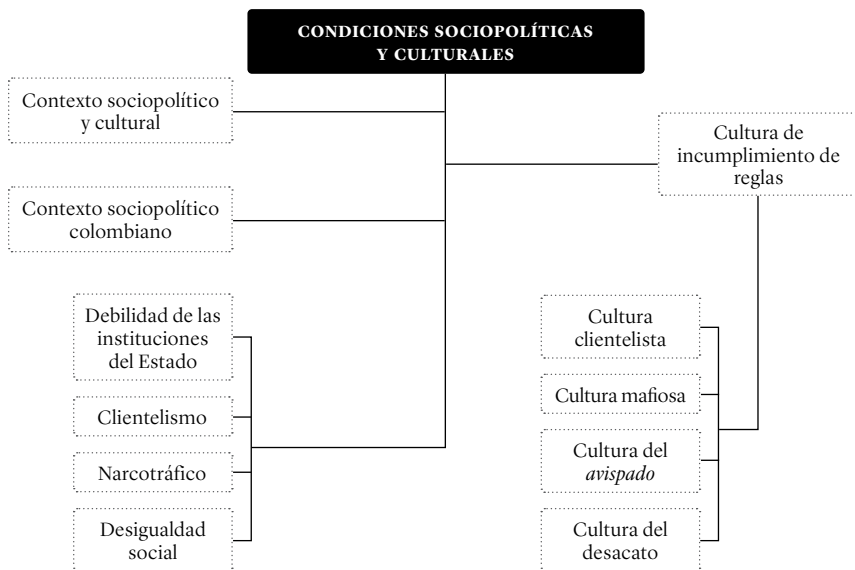 CONDICIONES SOCIOPOLÍTICAS
Y CULTURALES
Contexto sociopolítico
y cultural
Contexto sociopolítico
colombiano
Debilidad de las
instituciones
del Estado
Clientelismo
Narcotráfico
Desigualdad
social
Cultura de
incumplimiento de
reglas
Cultura
clientelista
Cultura mafiosa
Cultura del
avispado
Cultura del
desacato